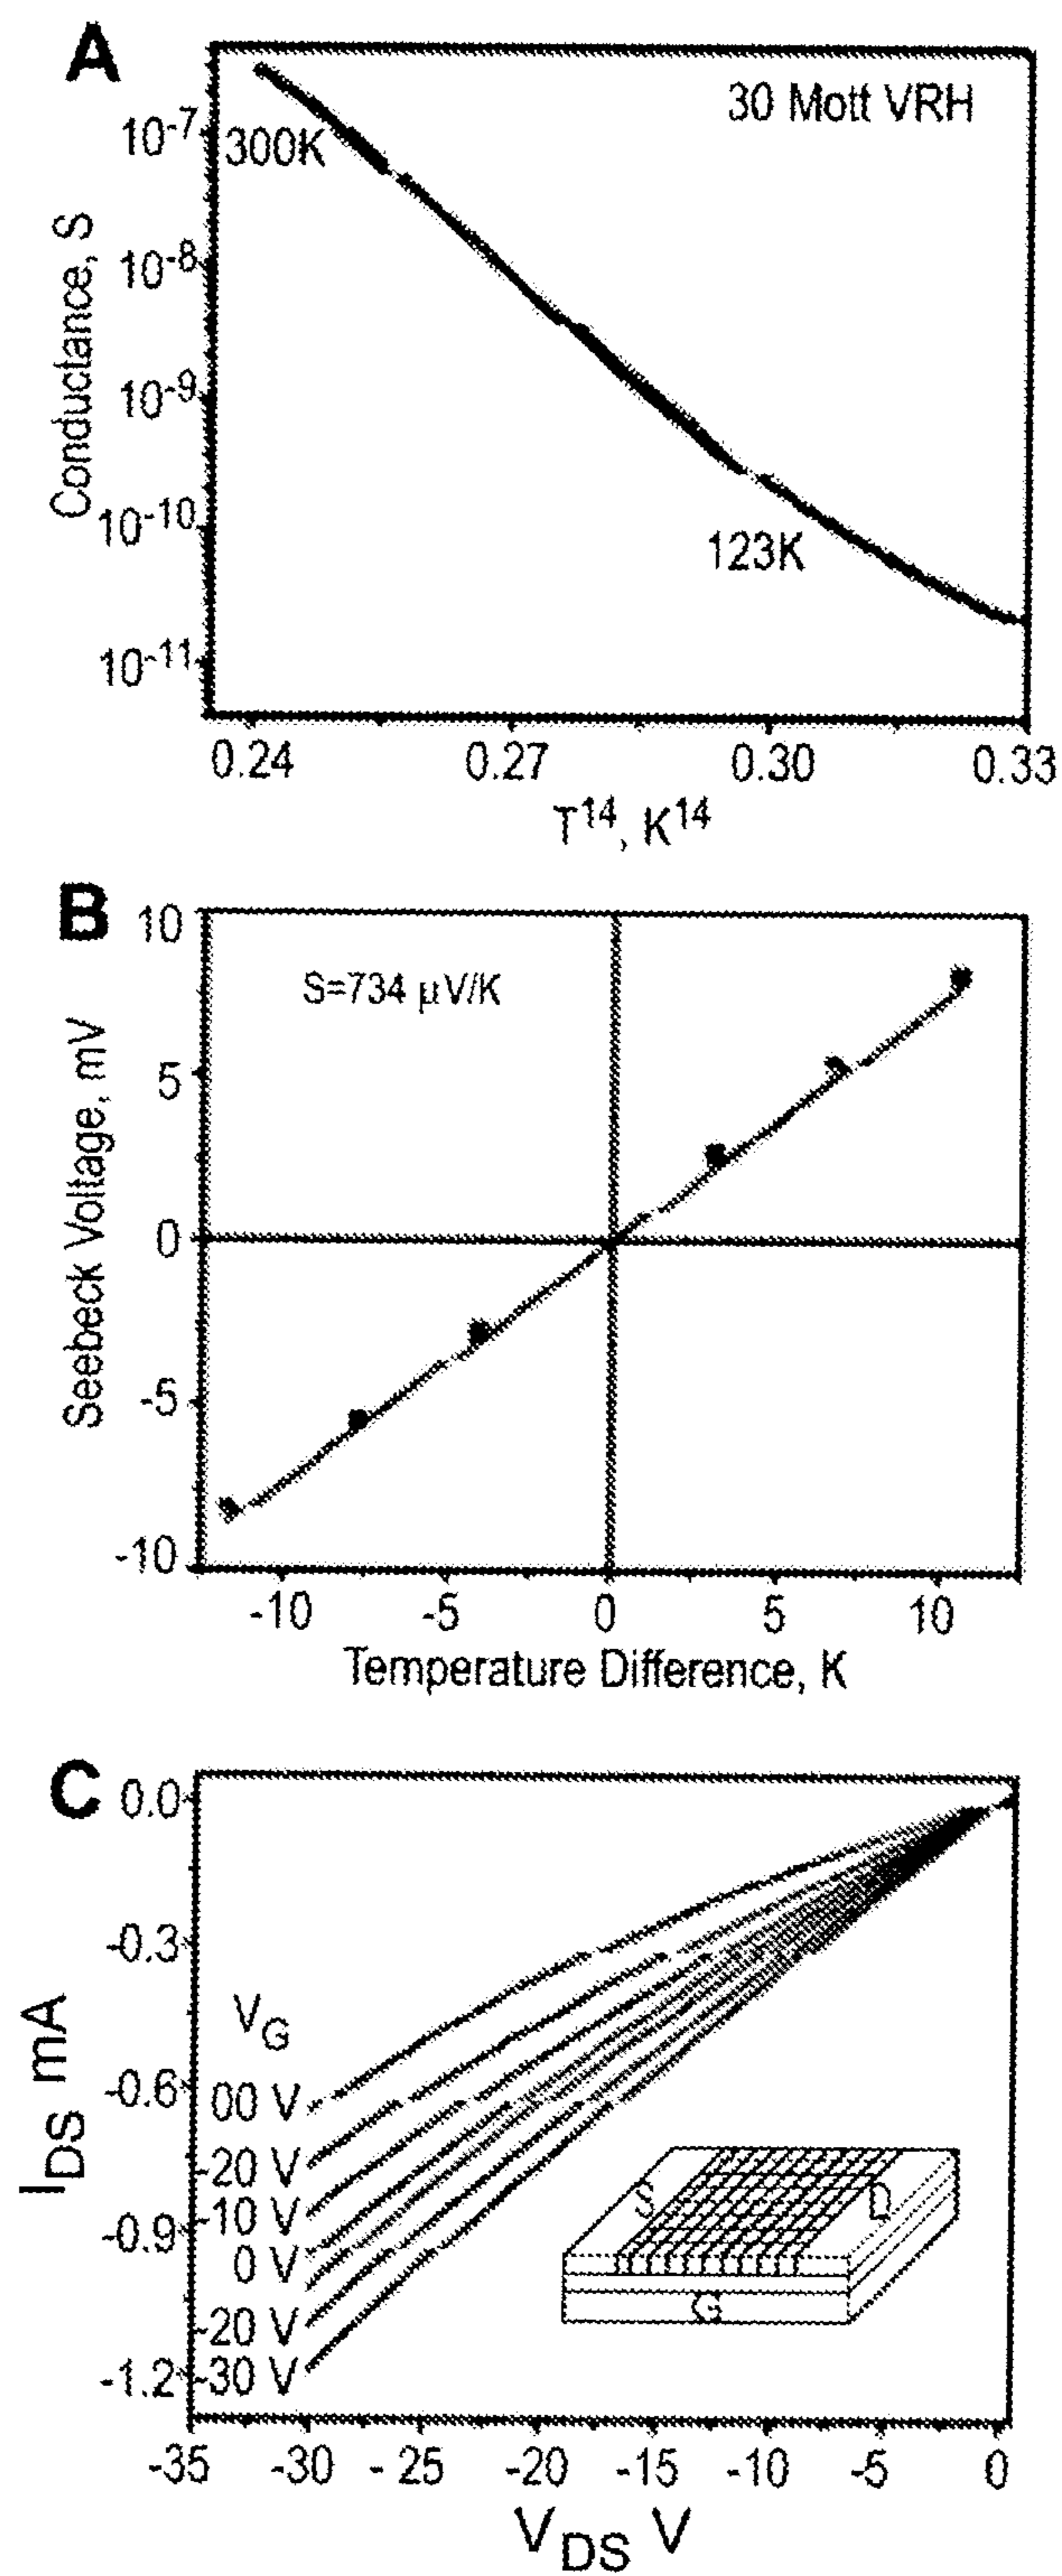 A
30 Mott VRH
300K
123K
10-7
10-8
10-9
10-10
10-11
Conductance, S
0.24 0.27 0.30 0.33
T14, K14
B
S=734 μV/K
10
5
0
-5
-10
Seebeck Voltage, mV
-10 -5 0 5 10
Temperature Difference, K
C
0.0
-0.3
-0.6
-0.9
-1.2
IDS mA
VG
00 V
-20 V
-10 V
0 V
-20 V
-30 V
S D
G
-35 -30 -25 -20 -15 -10 -5 0
VDS V